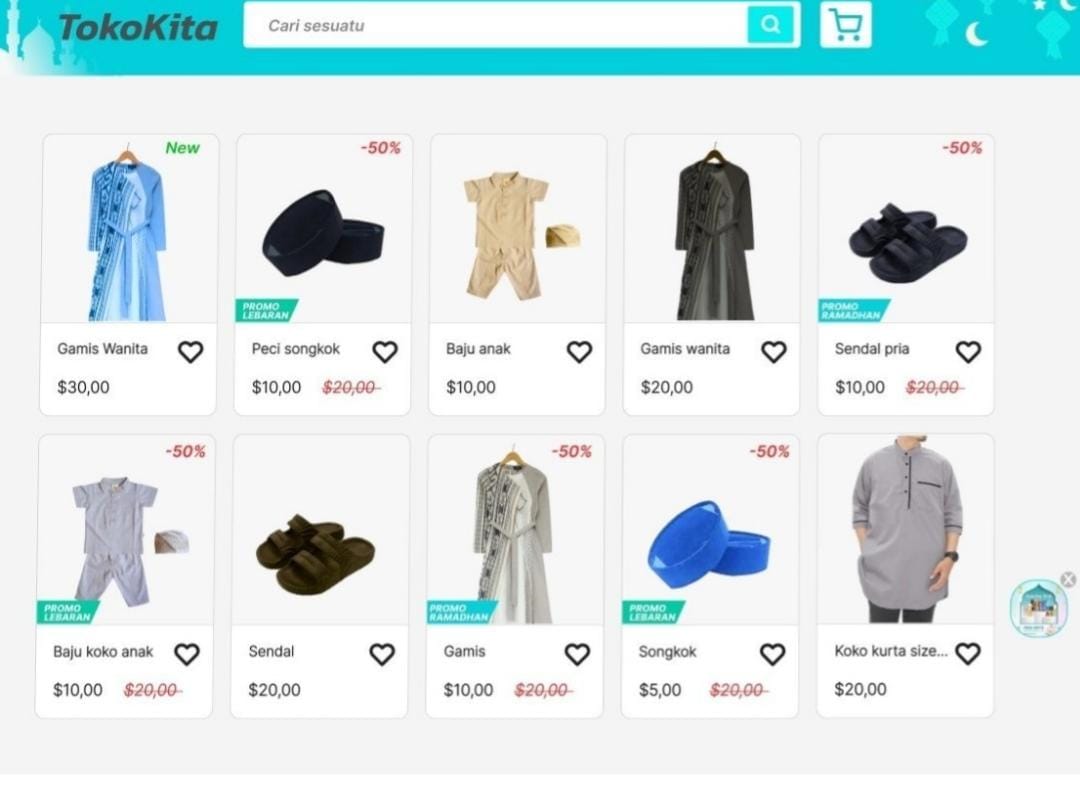 TokoKita
Cari sesuatu
New
Gamis Wanita
$30,00
-50%
PROMO
LEBARAN
Peci songkok
$10,00 $20,00
Baju anak
$10,00
Gamis wanita
$20,00
-50%
PROMO
RAMADHAN
Sendal pria
$10,00 $20,00
-50%
PROMO
LEBARAN
Baju koko anak
$10,00 $20,00
Sendal
$20,00
-50%
PROMO
RAMADHAN
Gamis
$10,00 $20,00
-50%
PROMO
LEBARAN
Songkok
$5,00 $20,00
Koko kurta size...
$20,00